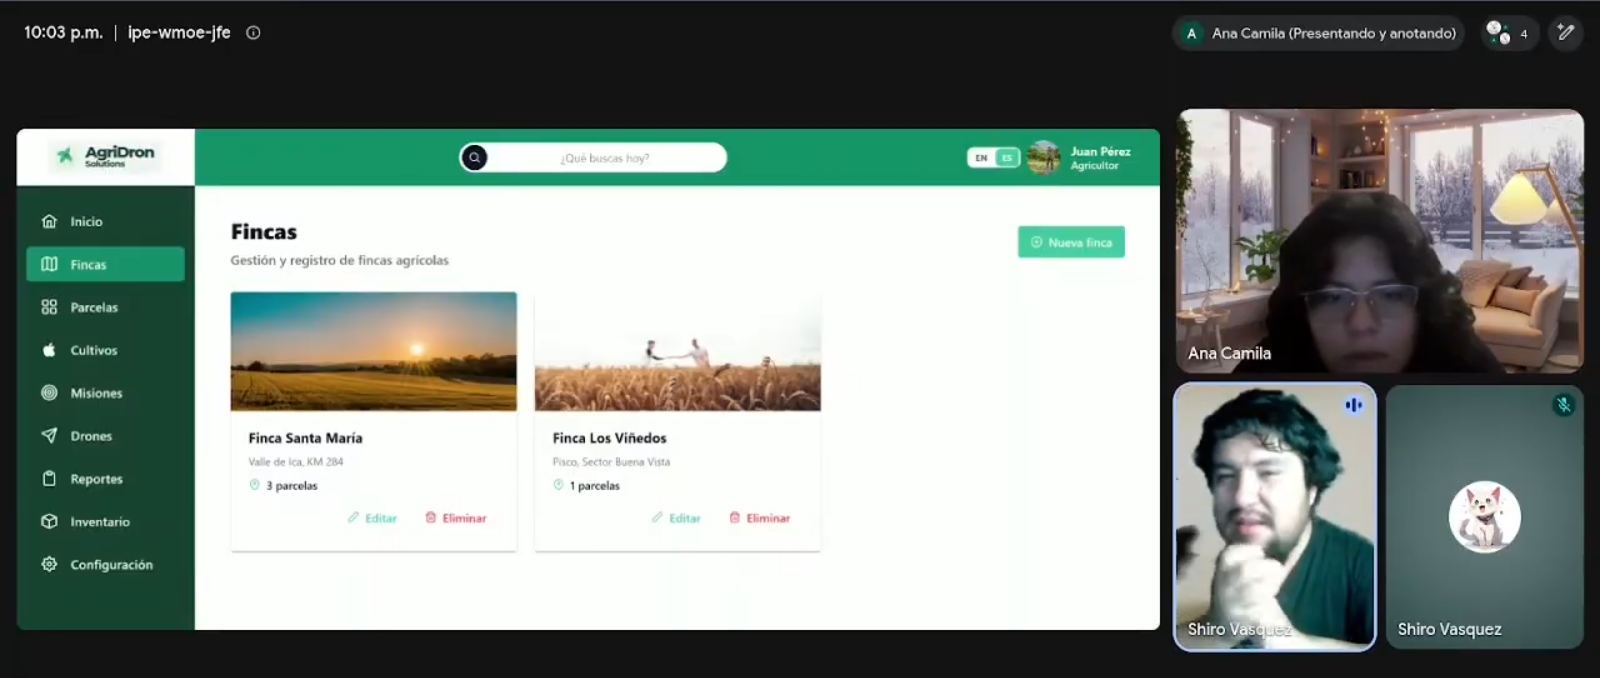 10:03 p.m. | ipe-wmoe-jfe
A Ana Camila (Presentando y anotando)
4
AgriDron
Solutions
¿Qué buscas hoy?
EN ES
Juan Pérez
Agricultor
Inicio
Fincas
Parcelas
Cultivos
Misiones
Drones
Reportes
Inventario
Configuración
Fincas
Gestión y registro de fincas agrícolas
Nueva finca
Finca Santa María
Valle de Ica, KM 284
3 parcelas
Editar Eliminar
Finca Los Viñedos
Pisco, Sector Buena Vista
1 parcelas
Editar Eliminar
Ana Camila
Shiro Vasquez
Shiro Vasquez